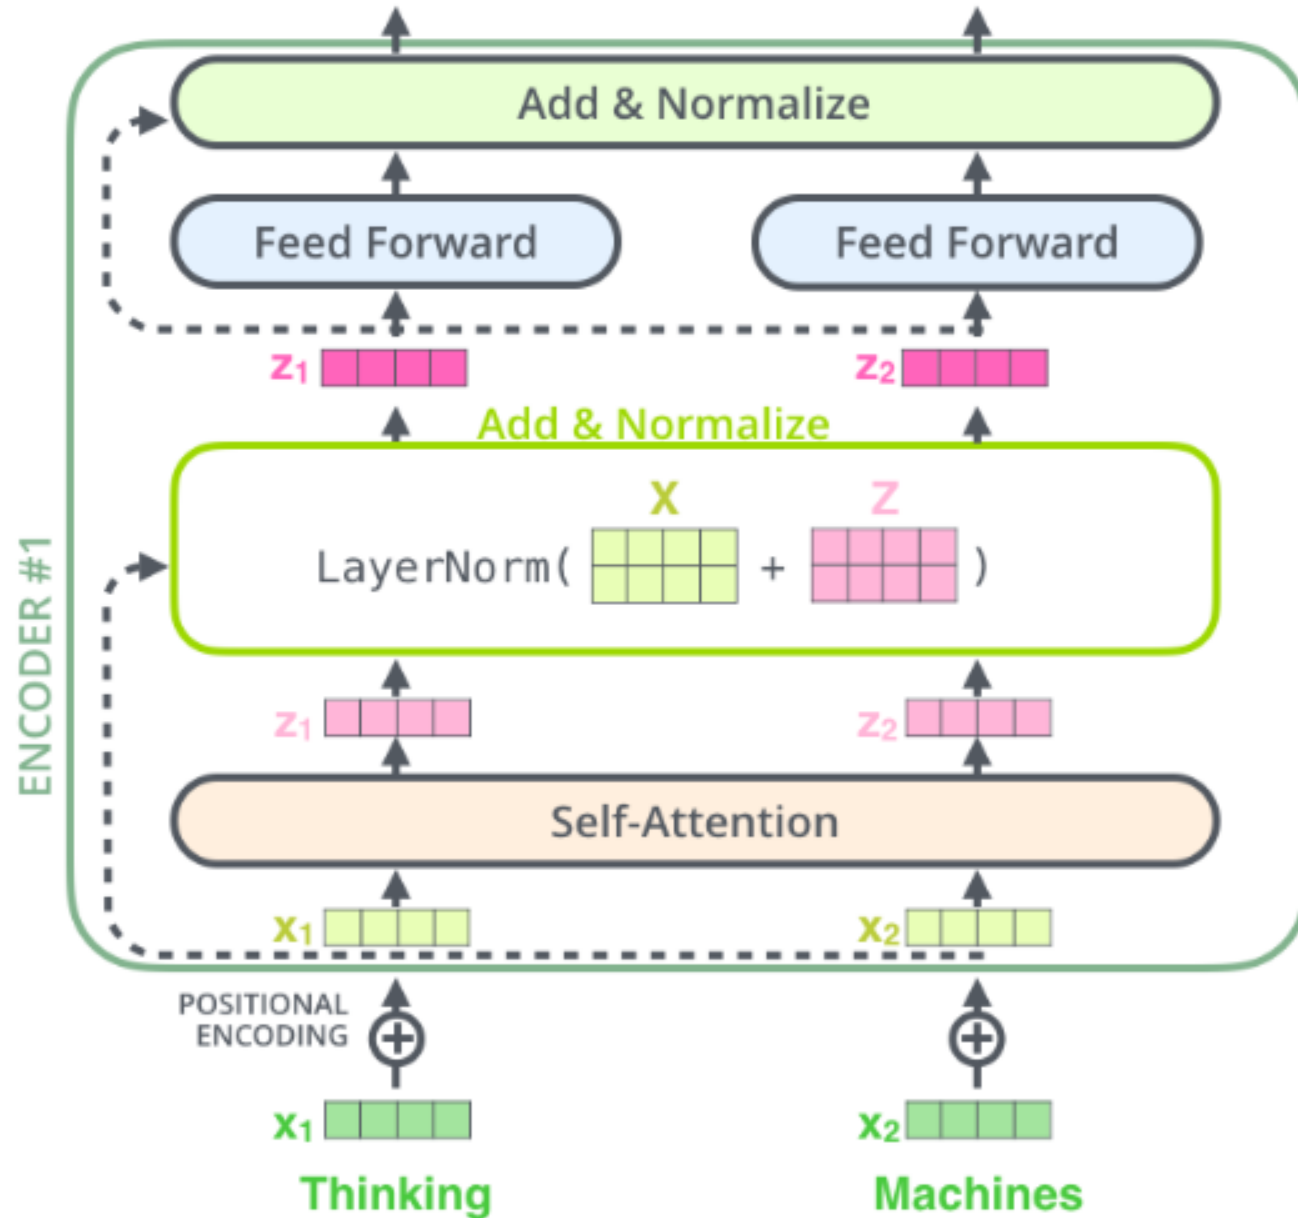 Add & Normalize
Feed Forward Feed Forward
z₁ z₂
Add & Normalize
X Z
LayerNorm( + )
ENCODER #1
z₁ z₂
Self-Attention
x₁ x₂
POSITIONAL
ENCODING
x₁ x₂
Thinking Machines